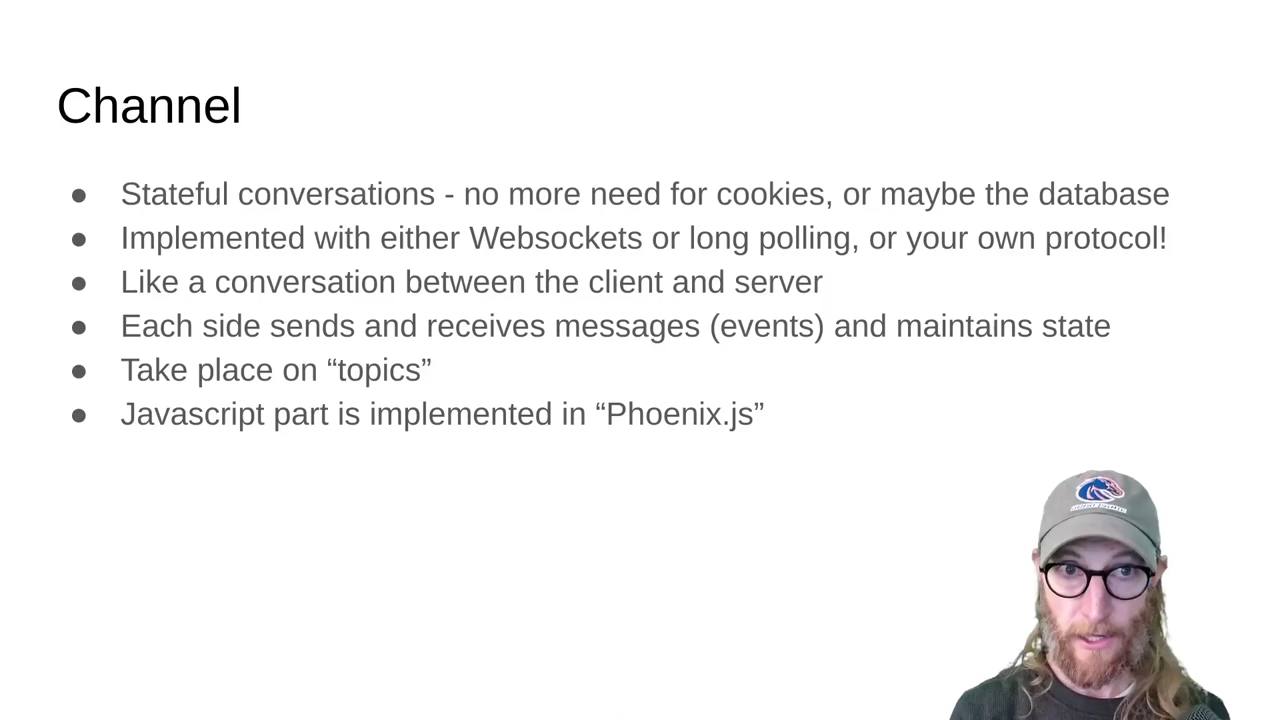 Channel
● Stateful conversations - no more need for cookies, or maybe the database
● Implemented with either Websockets or long polling, or your own protocol!
● Like a conversation between the client and server
● Each side sends and receives messages (events) and maintains state
● Take place on “topics”
● Javascript part is implemented in “Phoenix.js”